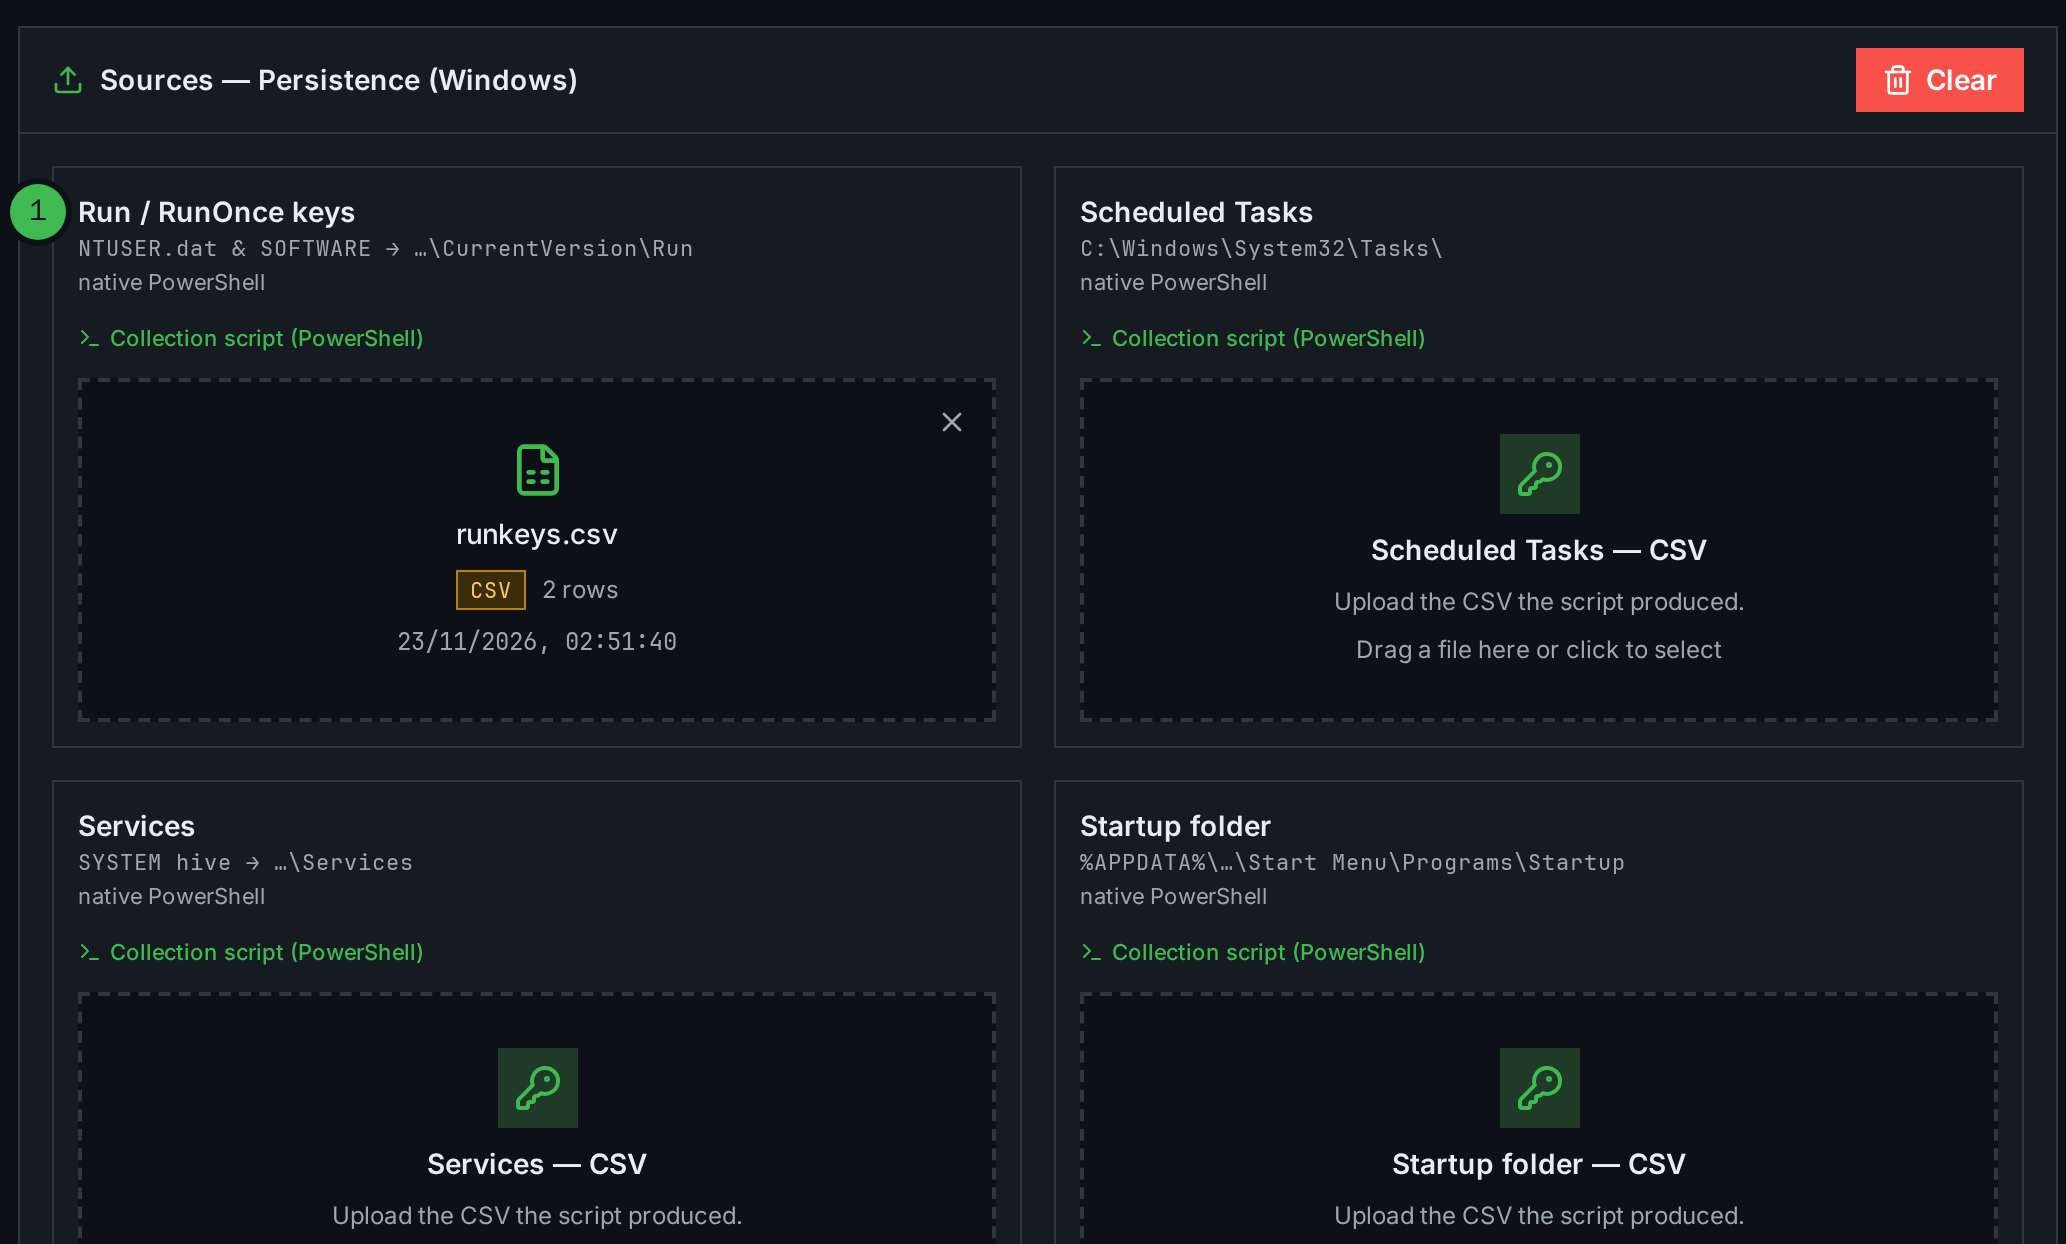 Sources — Persistence (Windows)
Clear
1
Run / RunOnce keys
NTUSER.dat & SOFTWARE → …\CurrentVersion\Run
native PowerShell
>_ Collection script (PowerShell)
runkeys.csv
CSV 2 rows
23/11/2026, 02:51:40
Scheduled Tasks
C:\Windows\System32\Tasks\
native PowerShell
>_ Collection script (PowerShell)
Scheduled Tasks — CSV
Upload the CSV the script produced.
Drag a file here or click to select
Services
SYSTEM hive → …\Services
native PowerShell
>_ Collection script (PowerShell)
Services — CSV
Upload the CSV the script produced.
Startup folder
%APPDATA%\…\Start Menu\Programs\Startup
native PowerShell
>_ Collection script (PowerShell)
Startup folder — CSV
Upload the CSV the script produced.